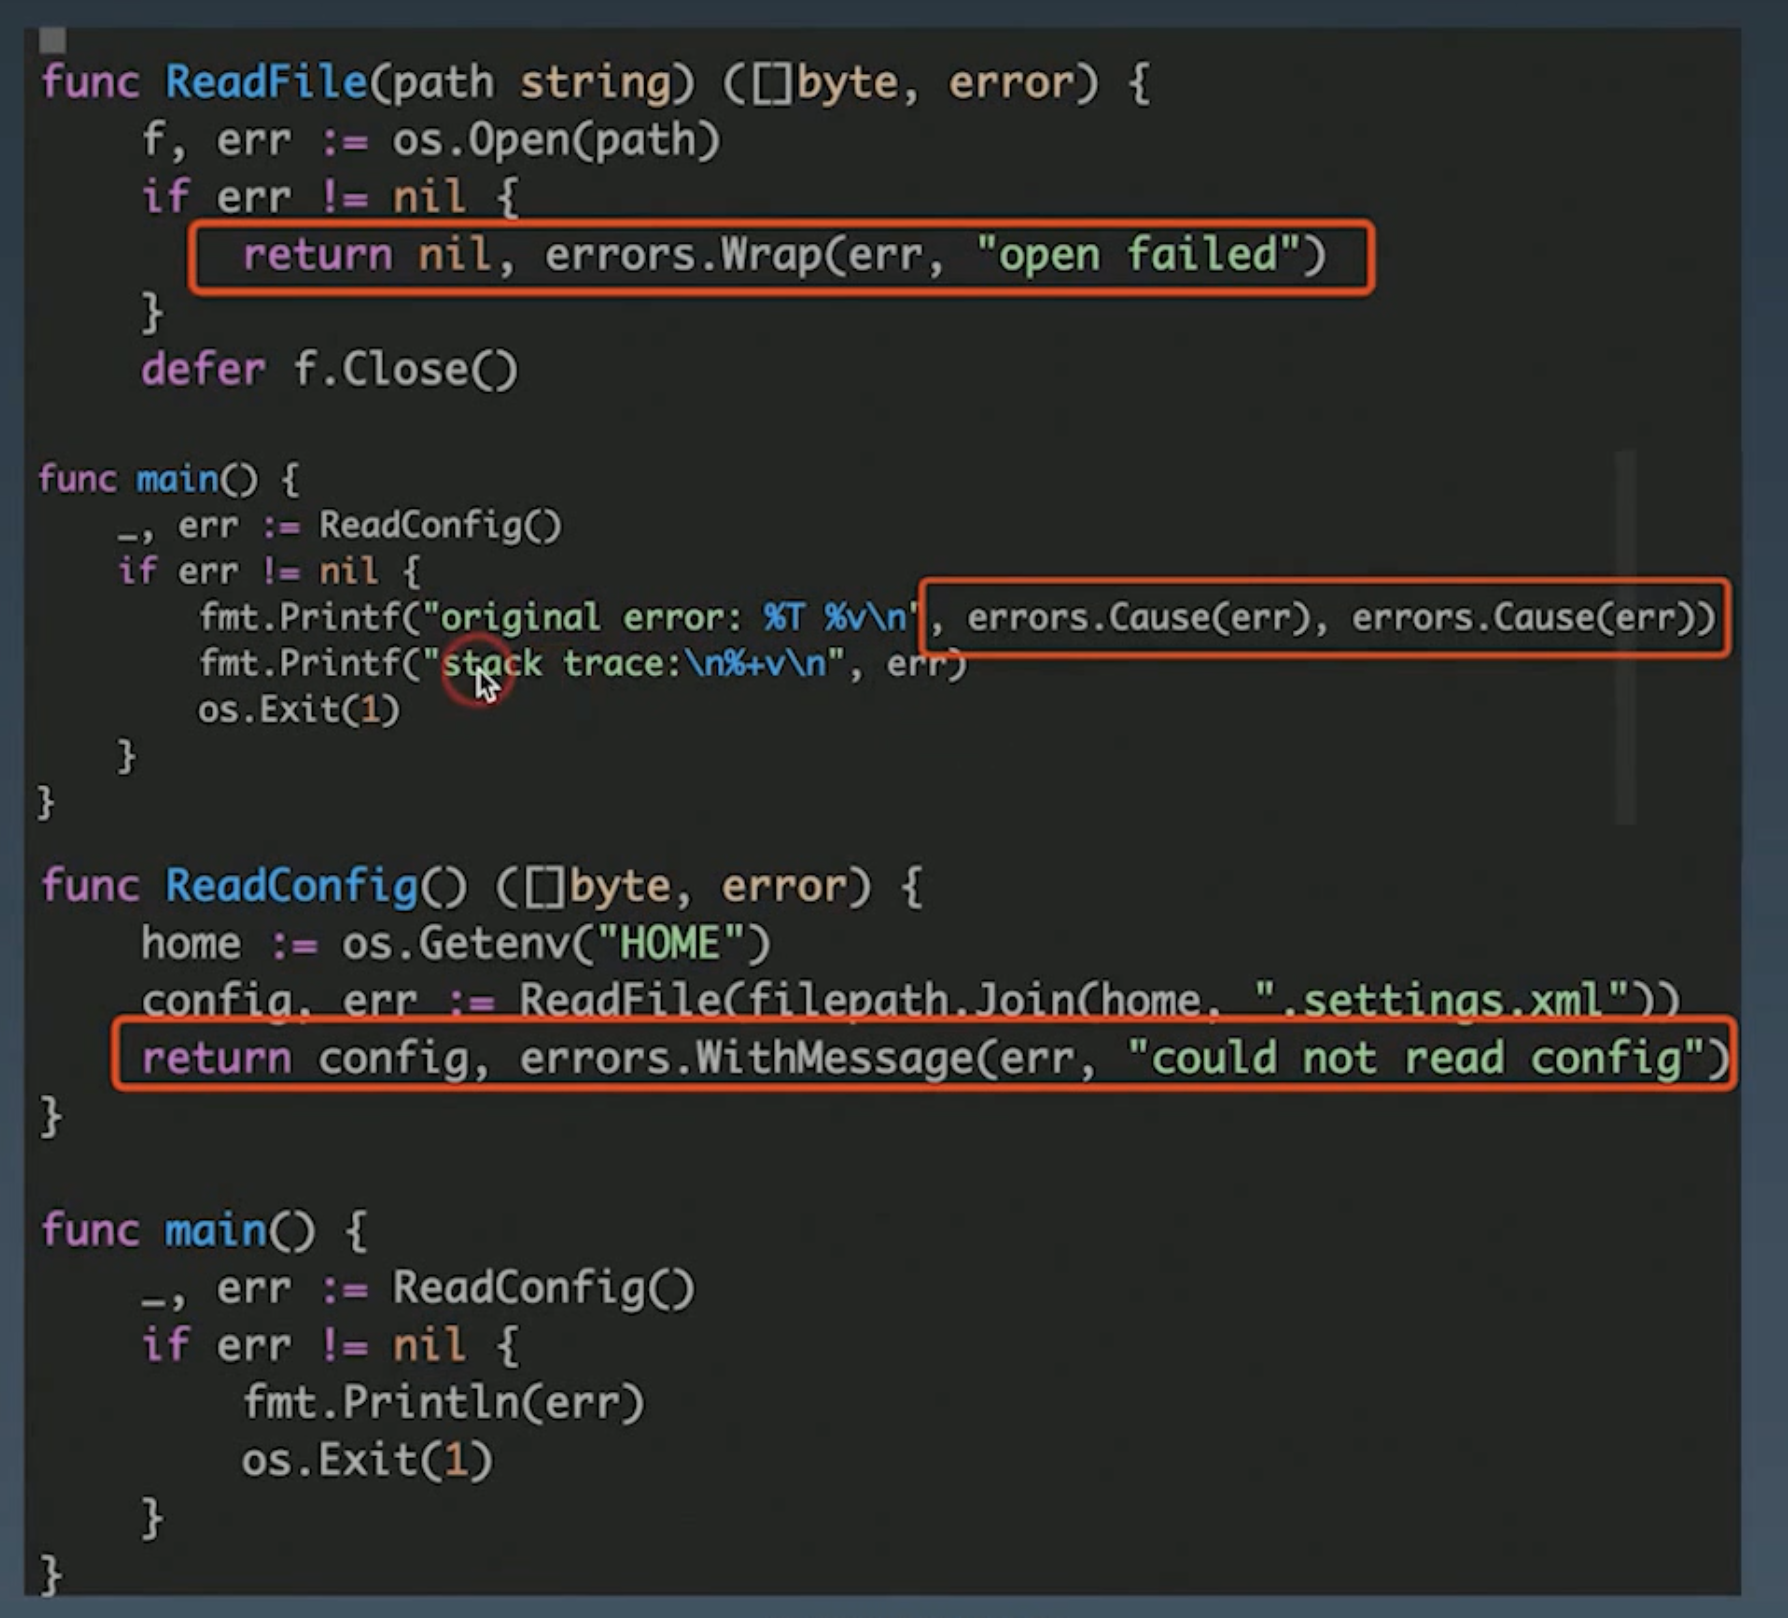 func ReadFile(path string) ([]byte, error) {
    f, err := os.Open(path)
    if err != nil {
        return nil, errors.Wrap(err, "open failed")
    }
    defer f.Close()
func main() {
    _, err := ReadConfig()
    if err != nil {
        fmt.Printf("original error: %T %v\n", errors.Cause(err), errors.Cause(err))
        fmt.Printf("stack trace:\n%+v\n", err)
        os.Exit(1)
    }
}
func ReadConfig() ([]byte, error) {
    home := os.Getenv("HOME")
    config, err := ReadFile(filepath.Join(home, ".settings.xml"))
    return config, errors.WithMessage(err, "could not read config")
}
func main() {
    _, err := ReadConfig()
    if err != nil {
        fmt.Println(err)
        os.Exit(1)
    }
}